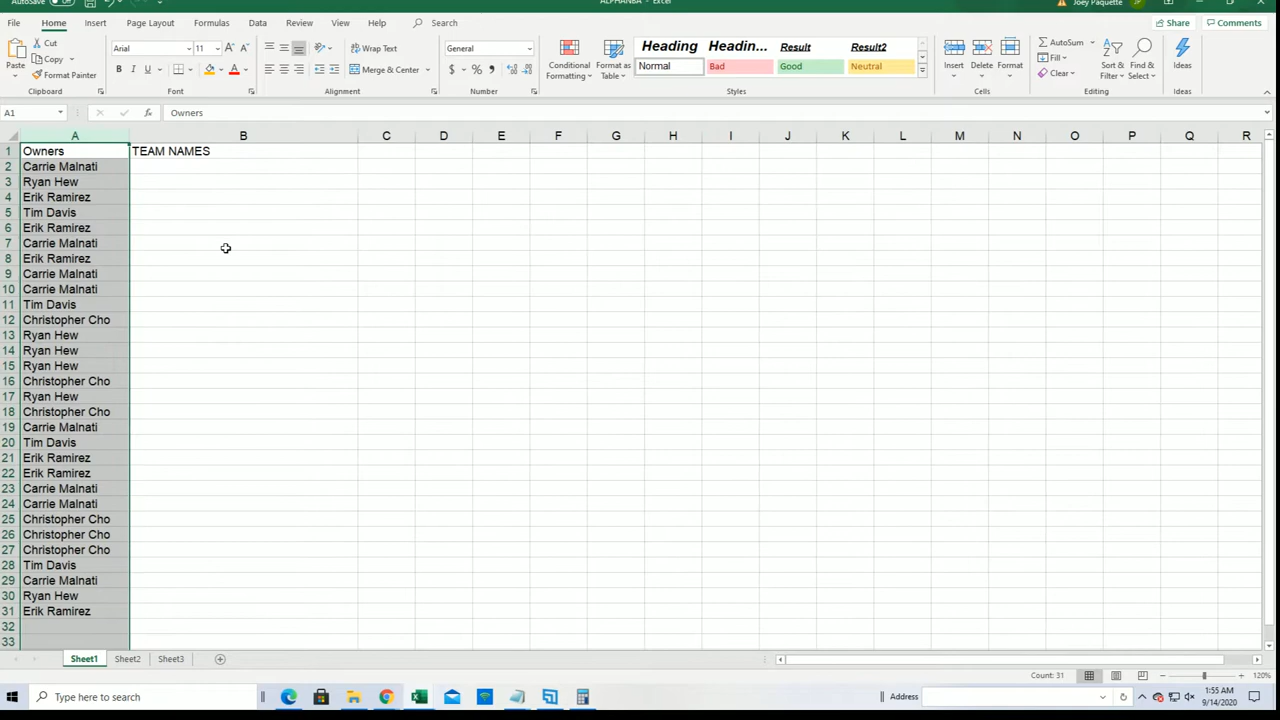 AutoSave
ALPHANBA - Excel
Joey Paquette
JP
File Home Insert Page Layout Formulas Data Review View Help Search
Share Comments
Paste
Cut
Copy
Format Painter
Clipboard
Arial 11
B I U
Font
Wrap Text
Merge & Center
Alignment
General
$ % ,
Number
Conditional Formatting
Format as Table
Heading Headin... Result Result2
Normal Bad Good Neutral
Styles
Insert Delete Format
Cells
AutoSum
Fill
Clear
Sort & Filter
Find & Select
Editing
Ideas
Ideas
A1 fx Owners
A B C D E F G H I J K L M N O P Q R
1 Owners TEAM NAMES
2 Carrie Malnati
3 Ryan Hew
4 Erik Ramirez
5 Tim Davis
6 Erik Ramirez
7 Carrie Malnati
8 Erik Ramirez
9 Carrie Malnati
10 Carrie Malnati
11 Tim Davis
12 Christopher Cho
13 Ryan Hew
14 Ryan Hew
15 Ryan Hew
16 Christopher Cho
17 Ryan Hew
18 Christopher Cho
19 Carrie Malnati
20 Tim Davis
21 Erik Ramirez
22 Erik Ramirez
23 Carrie Malnati
24 Carrie Malnati
25 Christopher Cho
26 Christopher Cho
27 Christopher Cho
28 Tim Davis
29 Carrie Malnati
30 Ryan Hew
31 Erik Ramirez
32
33
Sheet1 Sheet2 Sheet3
Count: 31 120%
Type here to search
Address
1:55 AM
9/14/2020